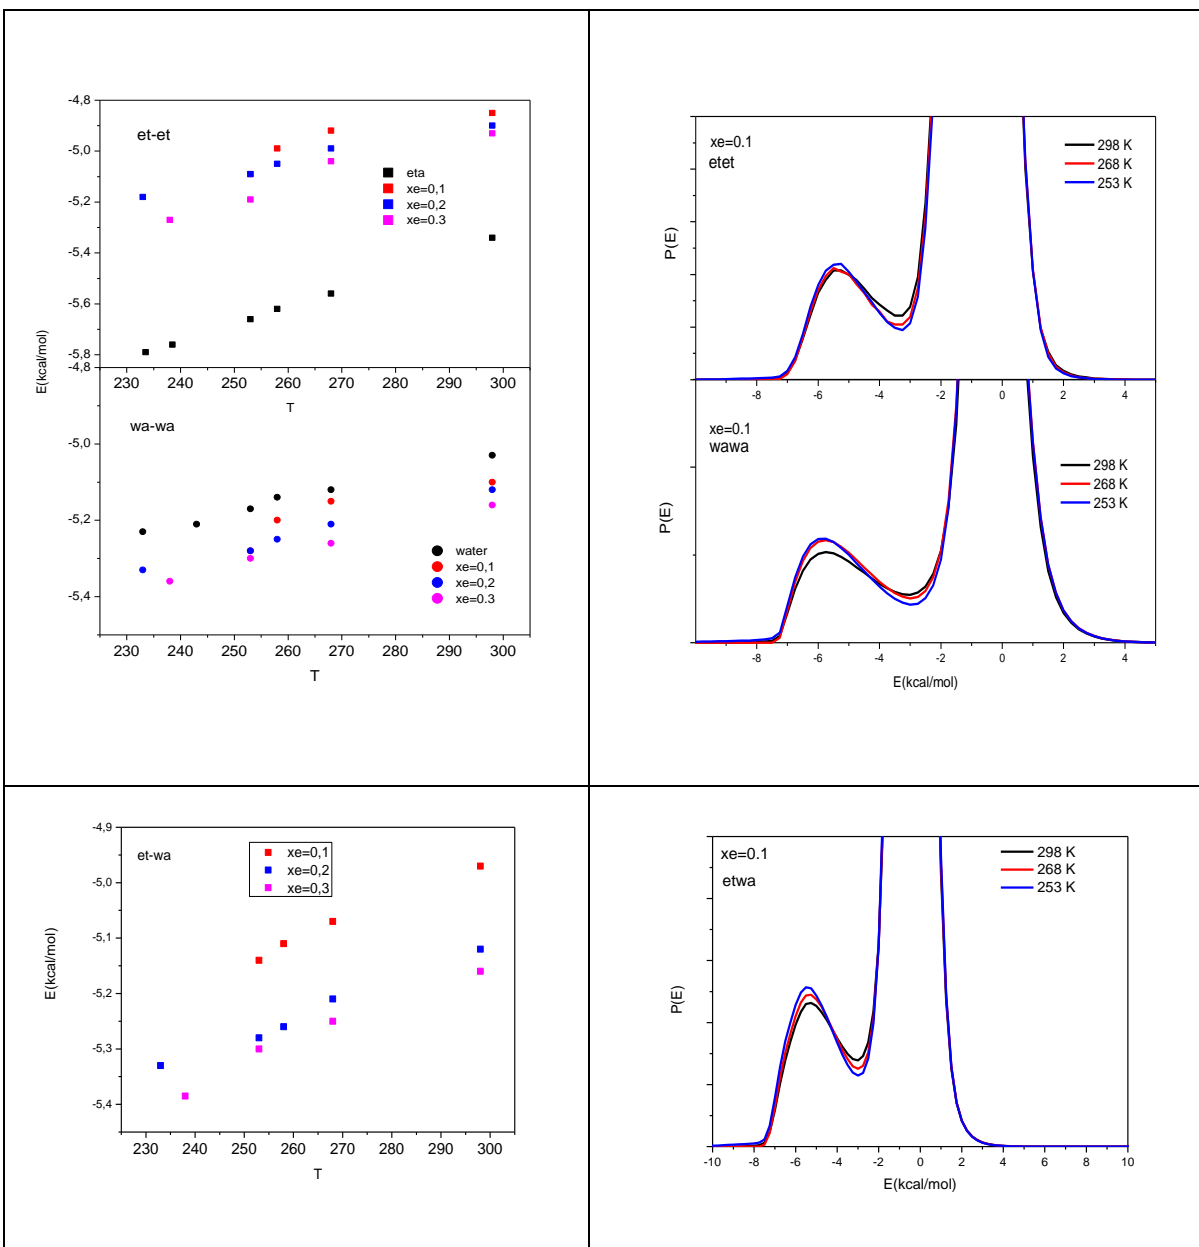 -4,8
et-et
-5,0
eta
xe=0,1
xe=0,2
xe=0.3
-5,2
-5,4
-5,6
-5,8
-4,8
E(kcal/mol)
230 240 250 260 270 280 290 300
T
wa-wa
-5,0
-5,2
-5,4
water
xe=0,1
xe=0,2
xe=0.3
230 240 250 260 270 280 290 300
T
xe=0.1
etet
298 K
268 K
253 K
P(E)
-8 -6 -4 -2 0 2 4
xe=0.1
wawa
298 K
268 K
253 K
P(E)
-8 -6 -4 -2 0 2 4
E(kcal/mol)
-4,9
et-wa
xe=0,1
xe=0,2
xe=0,3
-5,0
-5,1
-5,2
-5,3
-5,4
E(kcal/mol)
230 240 250 260 270 280 290 300
T
xe=0.1
etwa
298 K
268 K
253 K
P(E)
-10 -8 -6 -4 -2 0 2 4 6 8 10
E(kcal/mol)